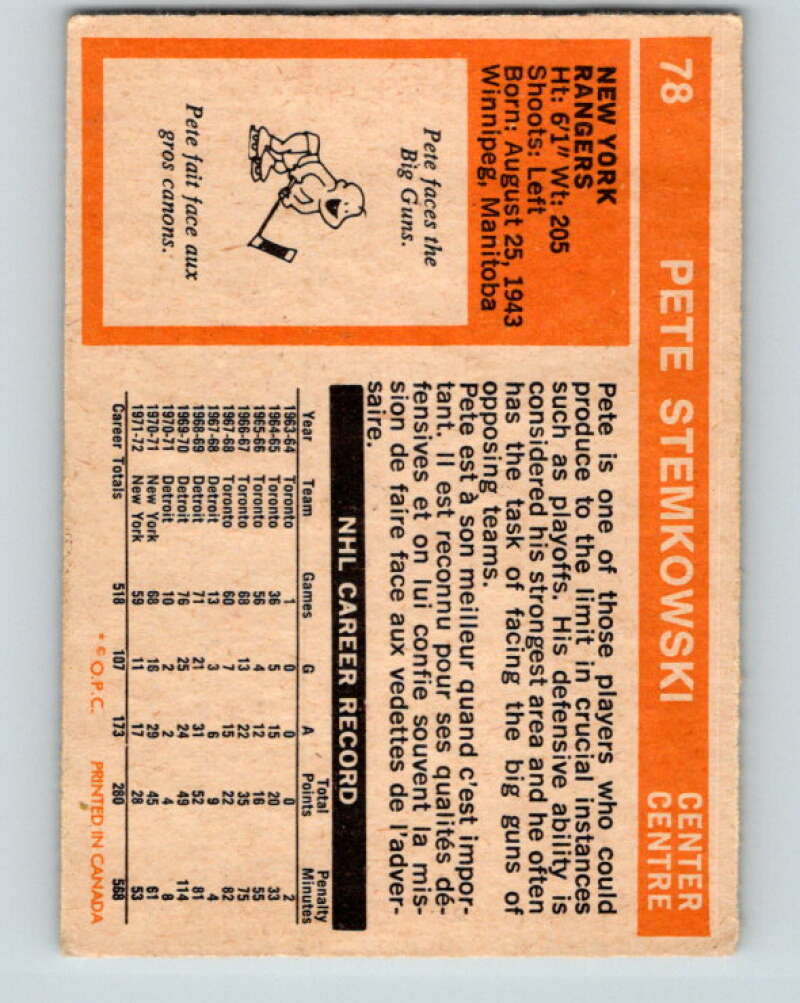 78 PETE STEMKOWSKI CENTER
CENTRE
NEW YORK
RANGERS
Ht: 6'1" Wt: 205
Shoots: Left
Born: August 25, 1943
Winnipeg, Manitoba
Pete faces the
Big Guns.
Pete fait face aux
gros canons.
Pete is one of those players who could
produce to the limit in crucial instances
such as playoffs. His defensive ability is
considered his strongest area and he often
has the task of facing the big guns of
opposing teams.
Pete est à son meilleur quand c'est impor-
tant. Il est reconnu pour ses qualités dé-
fensives et on lui confie souvent la mis-
sion de faire face aux vedettes de l'adver-
saire.
NHL CAREER RECORD
Year Team Games G A Total Points Penalty Minutes
1963-64 Toronto 1 0 0 0 2
1964-65 Toronto 36 5 15 20 33
1965-66 Toronto 56 4 12 16 55
1966-67 Toronto 68 13 22 35 75
1967-68 Toronto 60 7 15 22 82
1967-68 Detroit 13 3 6 9 4
1968-69 Detroit 71 21 31 52 81
1969-70 Detroit 76 25 24 49 114
1970-71 Detroit 10 2 2 4 8
1970-71 New York 68 16 29 45 61
1971-72 New York 59 11 17 28 53
Career Totals 518 107 173 280 568
* © O.P.C. PRINTED IN CANADA